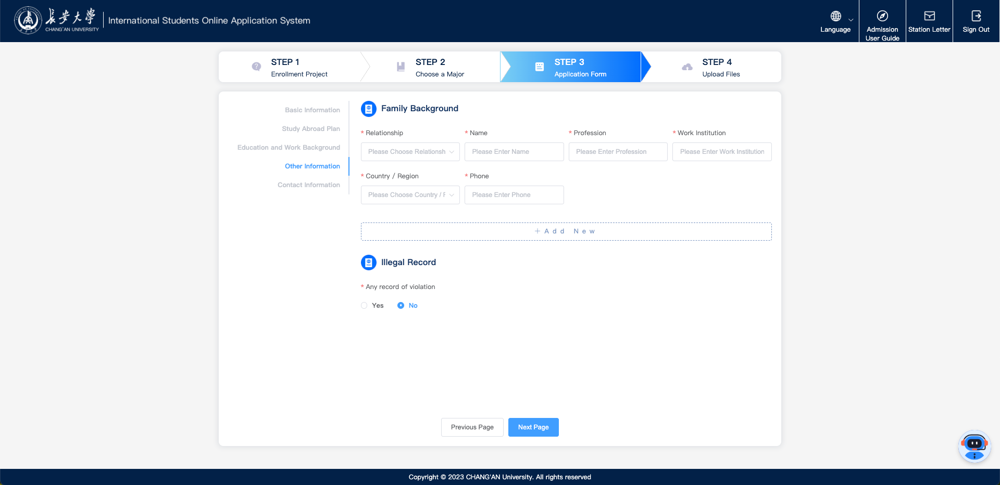 长安大学
CHANG'AN UNIVERSITY
International Students Online Application System
Language
Admission
User Guide
Station Letter
Sign Out
STEP 1
Enrollment Project
STEP 2
Choose a Major
STEP 3
Application Form
STEP 4
Upload Files
Basic Information
Study Abroad Plan
Education and Work Background
Other Information
Contact Information
Family Background
* Relationship
* Name
* Profession
* Work Institution
Please Choose Relationsh
Please Enter Name
Please Enter Profession
Please Enter Work Institution
* Country / Region
* Phone
Please Choose Country / F
Please Enter Phone
+ Add New
Illegal Record
* Any record of violation
Yes
No
Previous Page
Next Page
Copyright © 2023 CHANG'AN University. All rights reserved